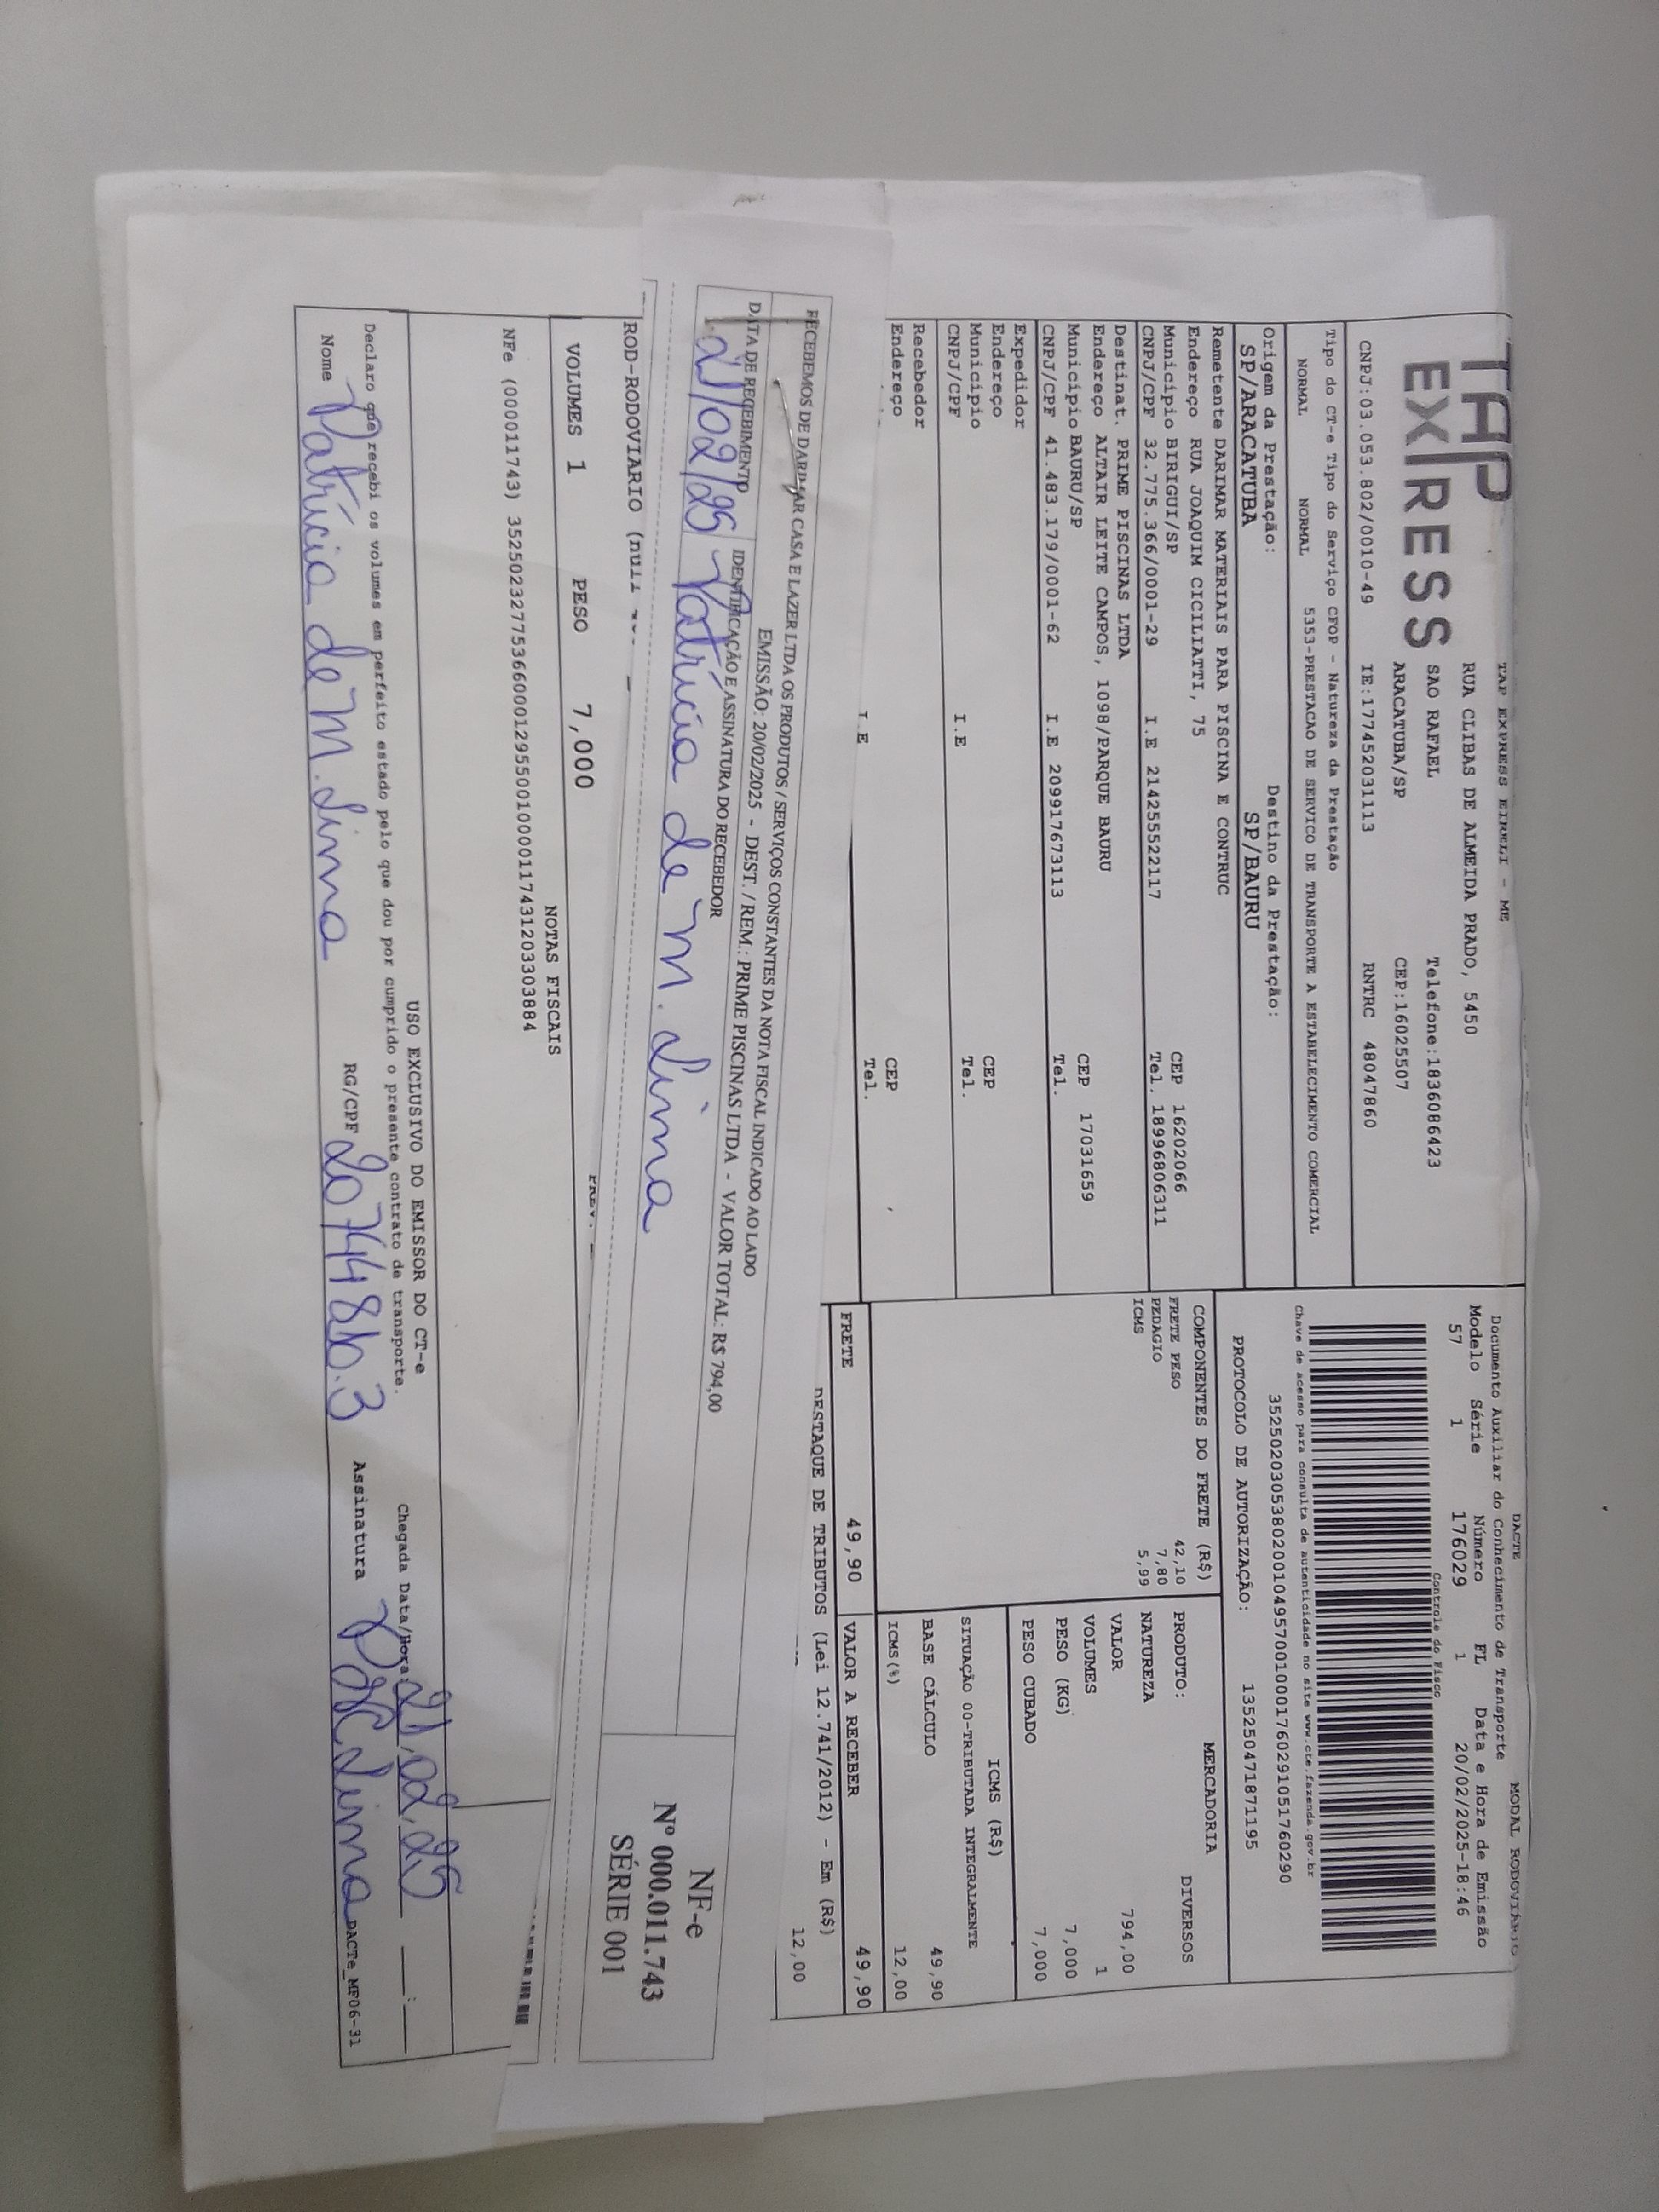 TAP
EXPRESS
TAP EXPRESS EIRELI - ME
RUA CLIBAS DE ALMEIDA PRADO, 5450
SAO RAFAEL Telefone:1836086423
ARACATUBA/SP CEP:16025507
CNPJ:03.053.802/0010-49 IE:177452031113 RNTRC 48047860
Tipo do CT-e Tipo do Serviço CFOP - Natureza da Prestação
NORMAL NORMAL 5353-PRESTACAO DE SERVICO DE TRANSPORTE A ESTABELECIMENTO COMERCIAL
Origem da Prestação: Destino da Prestação:
SP/ARACATUBA SP/BAURU
Remetente DARIMAR MATERIAIS PARA PISCINA E CONTRUC
Endereço RUA JOAQUIM CICILIATTI, 75
Município BIRIGUI/SP CEP 16202066
CNPJ/CPF 32.775.366/0001-29 I.E 214255522117 Tel. 18996806311
Destinat. PRIME PISCINAS LTDA
Endereço ALTAIR LEITE CAMPOS, 1098/PARQUE BAURU
Município BAURU/SP CEP 17031659
CNPJ/CPF 41.483.179/0001-62 I.E 209917673113 Tel.
Expedidor
Endereço
Município CEP
CNPJ/CPF I.E Tel.
Recebedor
Endereço
CEP
I.E Tel.
DACTE MODAL RODOVIÁRIO
Documento Auxiliar do Conhecimento de Transporte
Modelo Série Número FL Data e Hora de Emissão
57 1 176029 1 20/02/2025-18:46
Controle do Fisco
Chave de acesso para consulta de autenticidade no site www.cte.fazenda.gov.br
35250203053802001049570010001760291051760290
PROTOCOLO DE AUTORIZAÇÃO: 135250471871195
COMPONENTES DO FRETE (R$)
FRETE PESO 42,10
PEDAGIO 7,80
ICMS 5,99
MERCADORIA
PRODUTO: DIVERSOS
NATUREZA
VALOR 794,00
VOLUMES 1
PESO (KG) 7,000
PESO CUBADO 7,000
ICMS (R$)
SITUAÇÃO 00-TRIBUTADA INTEGRALMENTE
BASE CÁLCULO 49,90
ICMS(%) 12,00
FRETE 49,90 VALOR A RECEBER 49,90
DESTAQUE DE TRIBUTOS (Lei 12.741/2012) - Em (R$)
12,00
RECEBEMOS DE DARIMAR CASA E LAZER LTDA OS PRODUTOS / SERVIÇOS CONSTANTES DA NOTA FISCAL INDICADO AO LADO
EMISSÃO: 20/02/2025 - DEST. / REM.: PRIME PISCINAS LTDA - VALOR TOTAL: R$ 794,00
DATA DE RECEBIMENTO IDENTIFICAÇÃO E ASSINATURA DO RECEBEDOR
21/02/25 Patrícia de M. Lima
NF-e
Nº 000.011.743
SÉRIE 001
ROD-RODOVIARIO (null
VOLUMES 1 PESO 7,000
NOTAS FISCAIS
NFe (000011743) 35250232775366000129550010000117431203303884
USO EXCLUSIVO DO EMISSOR DO CT-e
Declaro que recebi os volumes em perfeito estado pelo que dou por cumprido o presente contrato de transporte.
Chegada Data/Hora 21,02,25 __:__
Nome Patrícia de M. Lima RG/CPF Assinatura Lima
DACTe_MF06-31